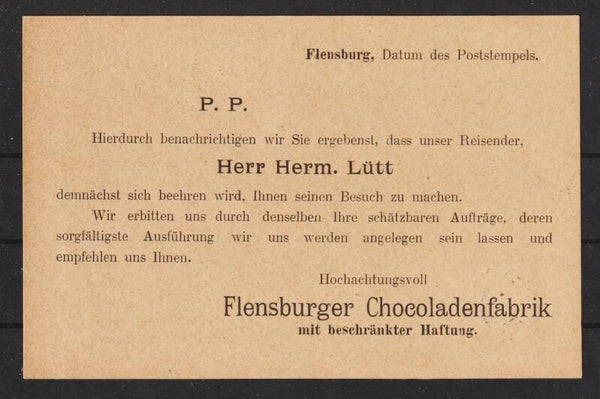 Flensburg, Datum des Poststempels.
P. P.
Hierdurch benachrichtigen wir Sie ergebenst, dass unser Reisender,
Herr Herm. Lütt
demnächst sich beehren wird, Ihnen seinen Besuch zu machen.
Wir erbitten uns durch denselben Ihre schätzbaren Aufträge, deren
sorgfältigste Ausführung wir uns werden angelegen sein lassen und
empfehlen uns Ihnen.
Hochachtungsvoll
Flensburger Chocoladenfabrik
mit beschränkter Haftung.